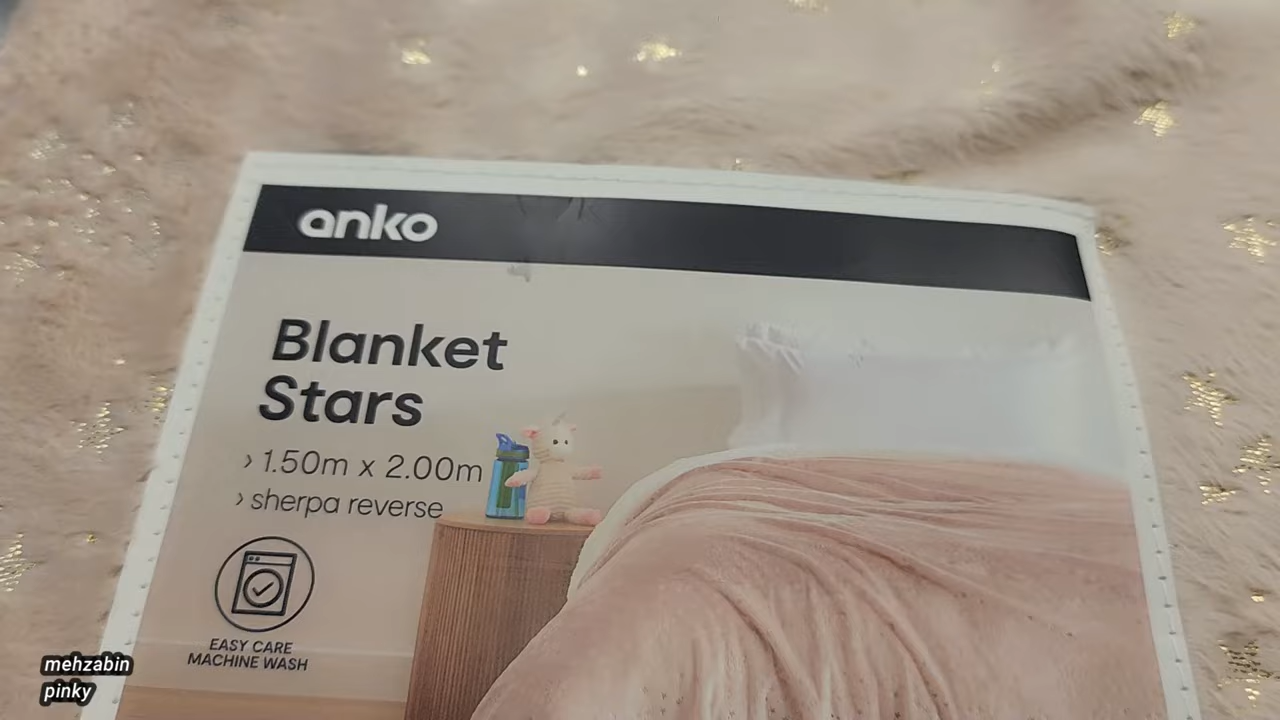 anko
Blanket
Stars
› 1.50m x 2.00m
› sherpa reverse
EASY CARE
MACHINE WASH
mehzabin
pinky